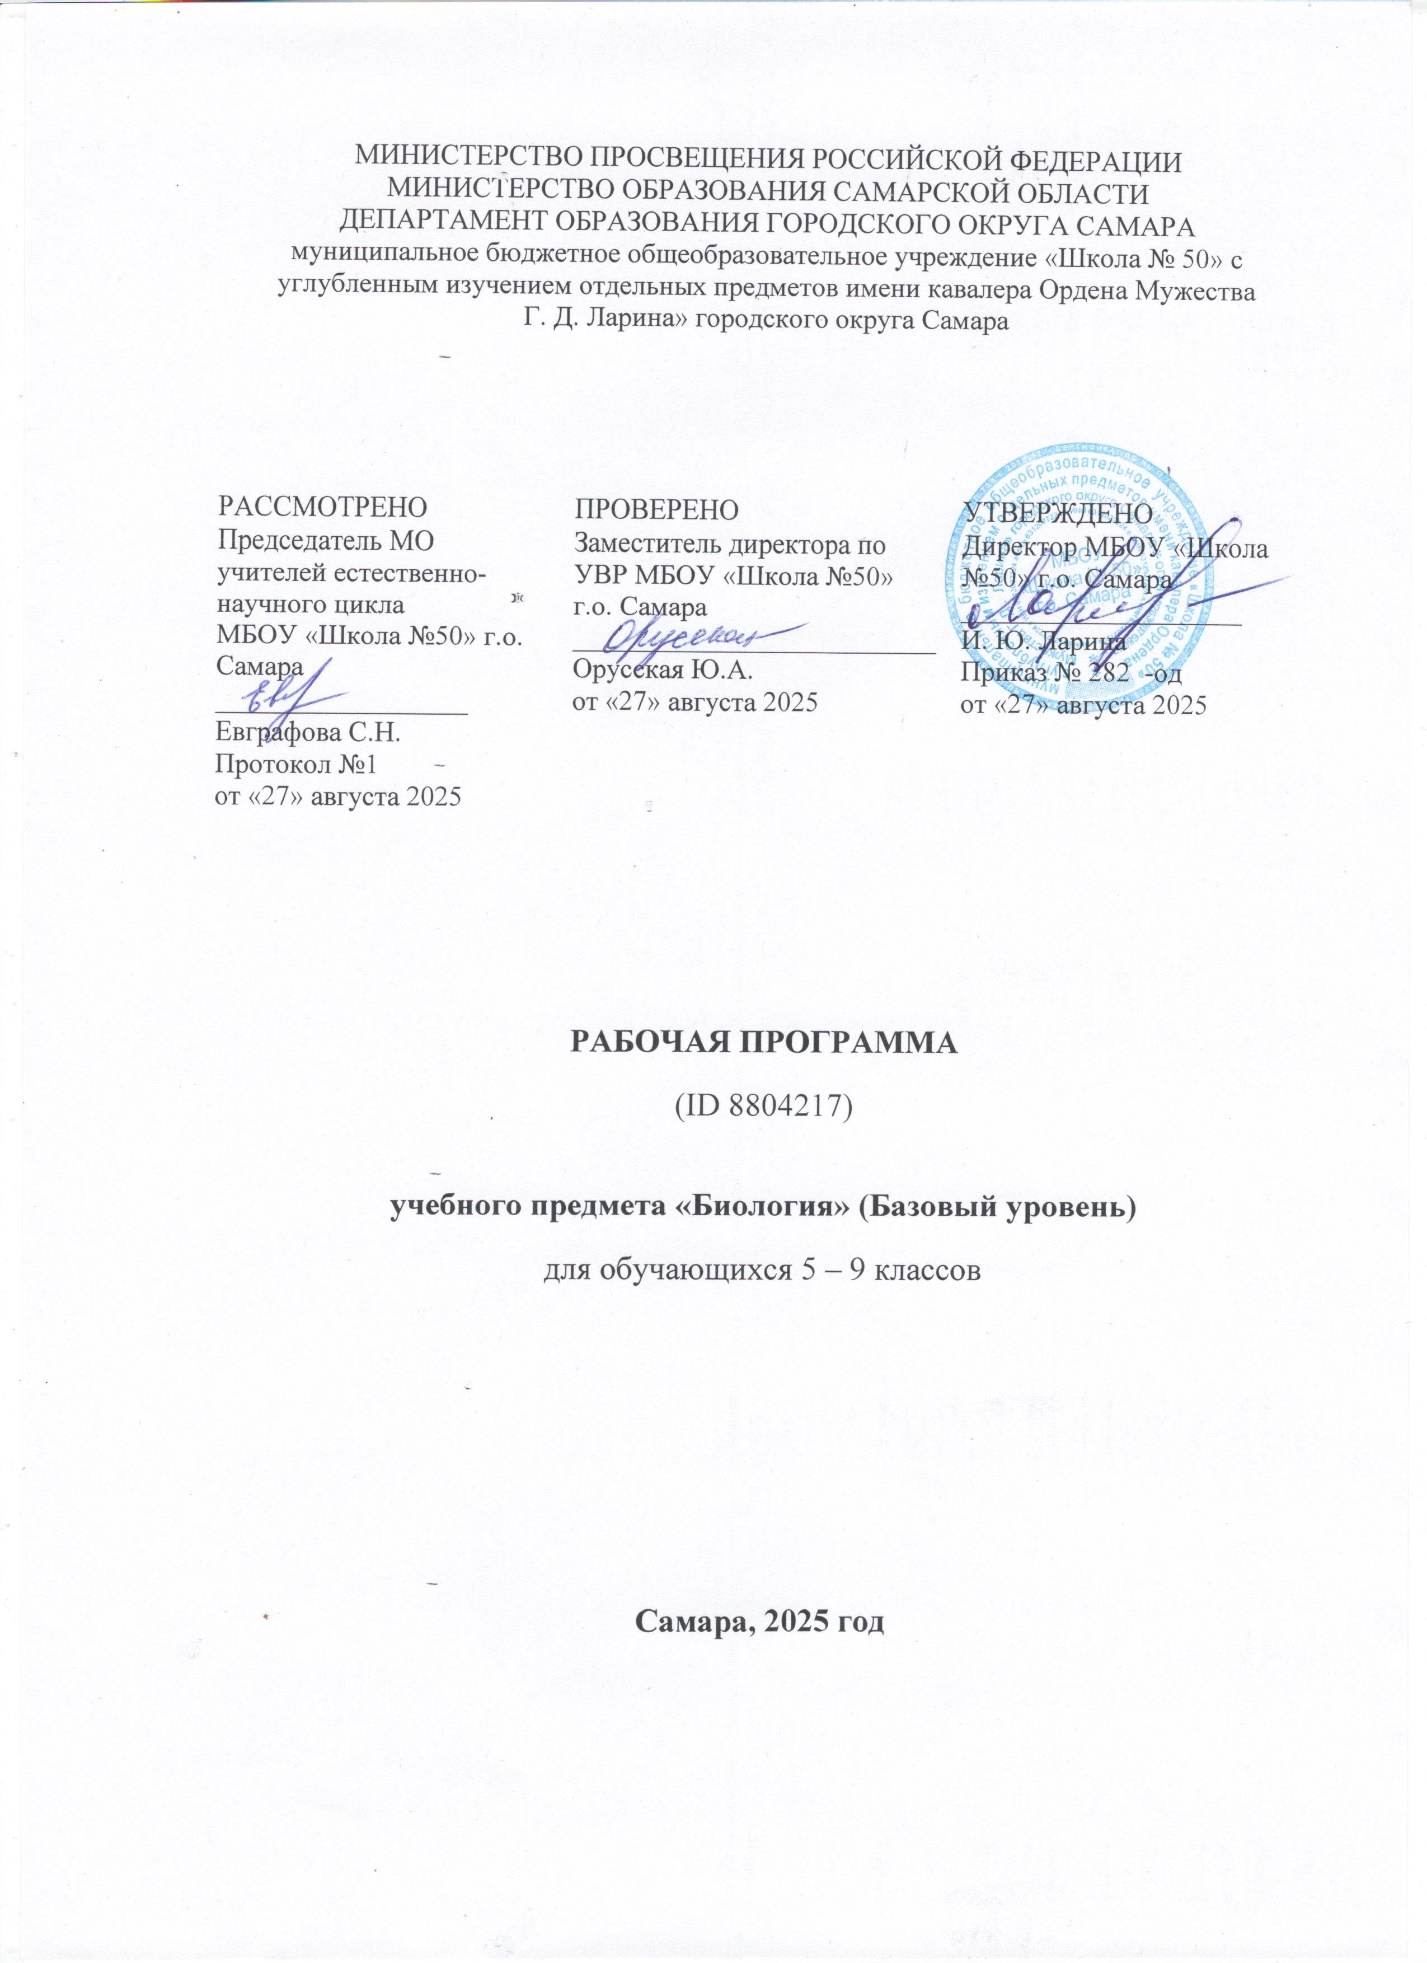 МИНИСТЕРСТВО ПРОСВЕЩЕНИЯ РОССИЙСКОЙ ФЕДЕРАЦИИ
МИНИСТЕРСТВО ОБРАЗОВАНИЯ САМАРСКОЙ ОБЛАСТИ
ДЕПАРТАМЕНТ ОБРАЗОВАНИЯ ГОРОДСКОГО ОКРУГА САМАРА
муниципальное бюджетное общеобразовательное учреждение «Школа № 50» с
углубленным изучением отдельных предметов имени кавалера Ордена Мужества
Г. Д. Ларина» городского округа Самара
РАССМОТРЕНО
Председатель МО
учителей естественно-
научного цикла
МБОУ «Школа №50» г.о.
Самара
Евграфова С.Н.
Протокол №1
от «27» августа 2025
ПРОВЕРЕНО
Заместитель директора по
УВР МБОУ «Школа №50»
г.о. Самара
Орусская Ю.А.
от «27» августа 2025
УТВЕРЖДЕНО
Директор МБОУ «Школа
№50» г.о. Самара
И. Ю. Ларина
Приказ № 282 -од
от «27» августа 2025
РАБОЧАЯ ПРОГРАММА
(ID 8804217)
учебного предмета «Биология» (Базовый уровень)
для обучающихся 5 – 9 классов
Самара, 2025 год